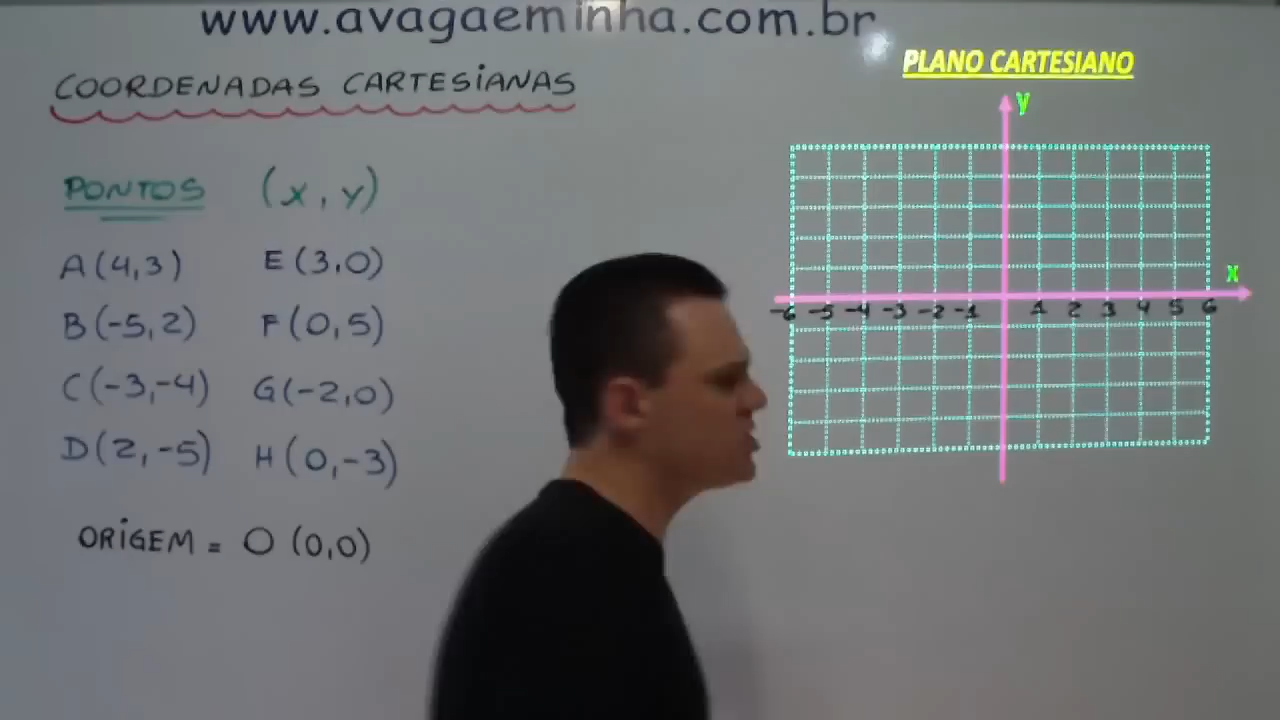 www.avagaeminha.com.br
COORDENADAS CARTESIANAS
PONTOS (x, y)
A(4,3) E(3,0)
B(-5,2) F(0,5)
C(-3,-4) G(-2,0)
D(2,-5) H(0,-3)
ORIGEM = O (0,0)
PLANO CARTESIANO
y
x
-6 -5 -4 -3 -2 -1 1 2 3 4 5 6